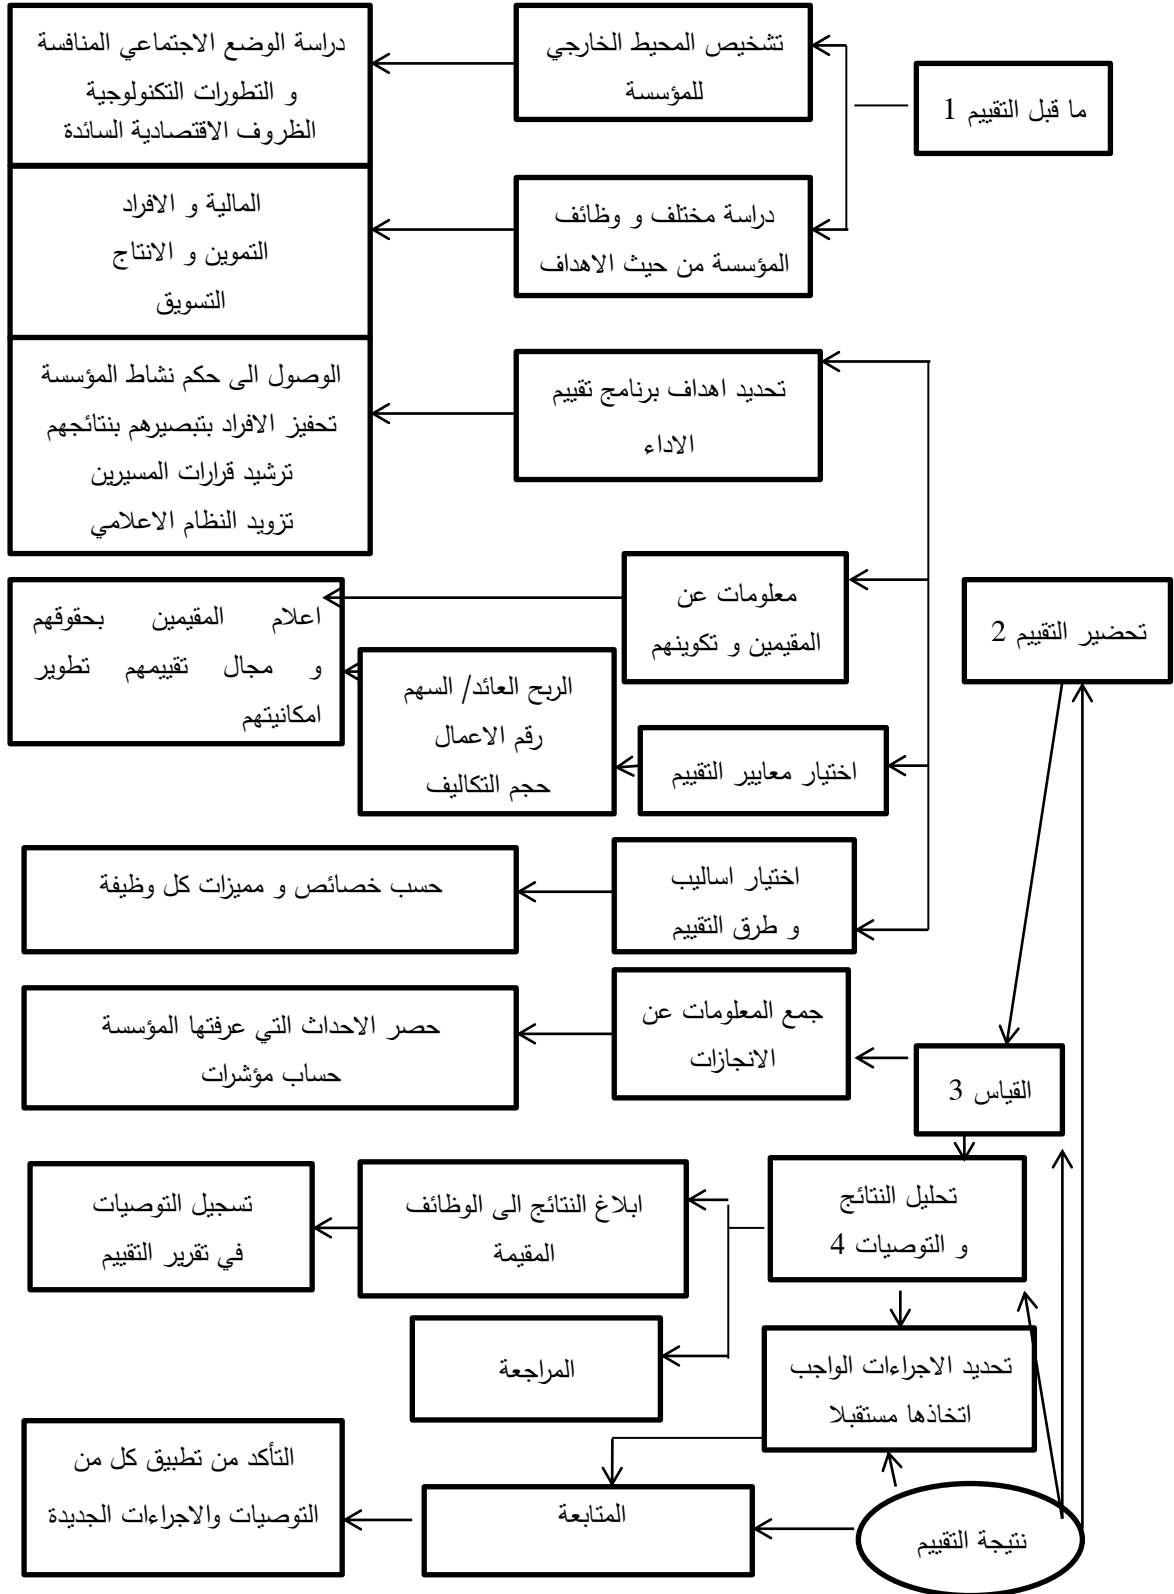 ما قبل التقييم 1
تشخيص المحيط الخارجي
للمؤسسة
دراسة الوضع الاجتماعي المنافسة
و التطورات التكنولوجية
الظروف الاقتصادية السائدة
دراسة مختلف و وظائف
المؤسسة من حيث الاهداف
المالية و الافراد
التموين و الانتاج
التسويق
تحديد اهداف برنامج تقييم
الاداء
الوصول الى حكم نشاط المؤسسة
تحفيز الافراد بتبصيرهم بنتائجهم
ترشيد قرارات المسيرين
تزويد النظام الاعلامي
تحضير التقييم 2
معلومات عن
المقيمين و تكوينهم
اعلام المقيمين بحقوقهم
و مجال تقييمهم تطوير
امكانيتهم
اختيار معايير التقييم
الربح العائد/ السهم
رقم الاعمال
حجم التكاليف
اختيار اساليب
و طرق التقييم
حسب خصائص و مميزات كل وظيفة
القياس 3
جمع المعلومات عن
الانجازات
حصر الاحداث التي عرفتها المؤسسة
حساب مؤشرات
تحليل النتائج
و التوصيات 4
ابلاغ النتائج الى الوظائف
المقيمة
تسجيل التوصيات
في تقرير التقييم
المراجعة
تحديد الاجراءات الواجب
اتخاذها مستقبلا
نتيجة التقييم
المتابعة
التأكد من تطبيق كل من
التوصيات والاجراءات الجديدة